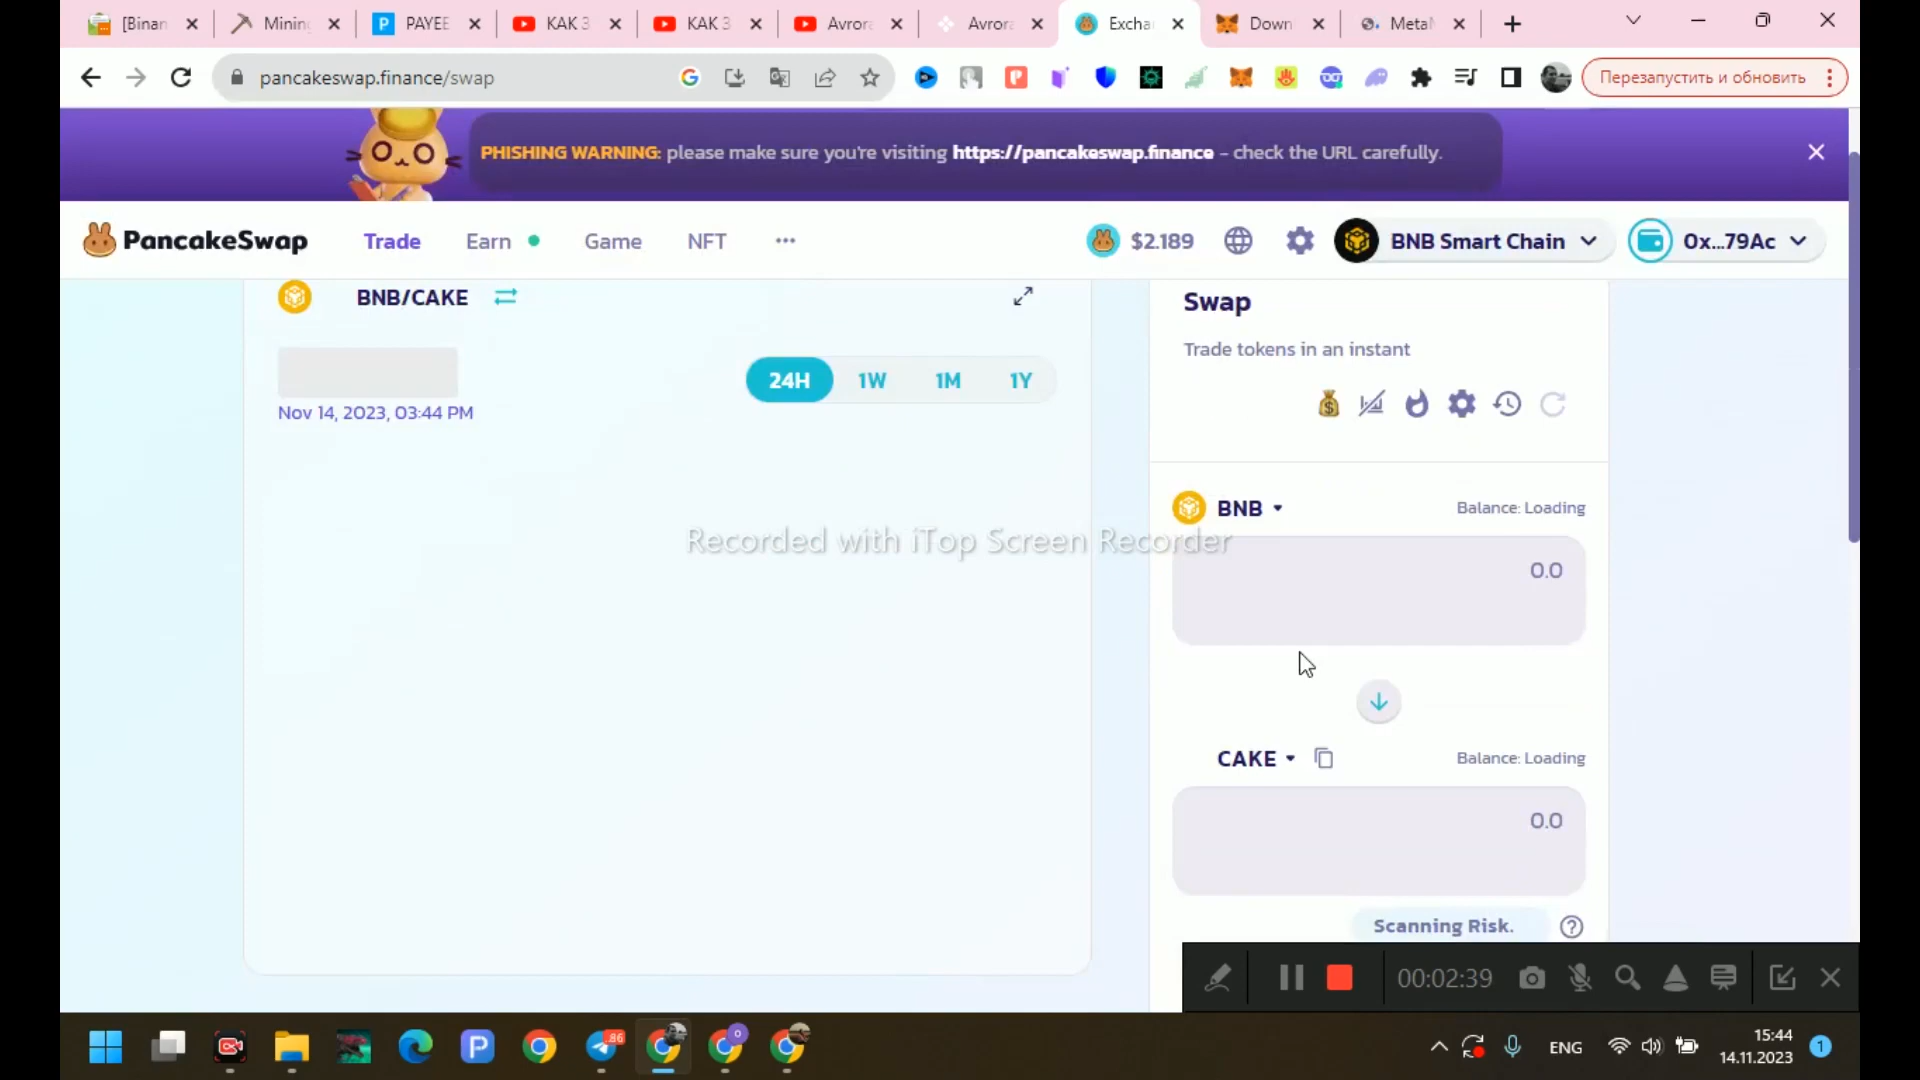 [Binan
Minin
PAYEE
KAK 3
KAK 3
Avror
Avrora
Excha
Down
Meta
pancakeswap.finance/swap
Перезапустить и обновить
PHISHING WARNING: please make sure you're visiting https://pancakeswap.finance - check the URL carefully.
PancakeSwap
Trade
Earn
Game
NFT
$2.189
BNB Smart Chain
0x...79Ac
BNB/CAKE
Nov 14, 2023, 03:44 PM
24H
1W
1M
1Y
Swap
Trade tokens in an instant
BNB
Balance: Loading
0.0
Recorded with iTop Screen Recorder
CAKE
Balance: Loading
0.0
Scanning Risk.
00:02:39
86
ENG
15:44
14.11.2023
1